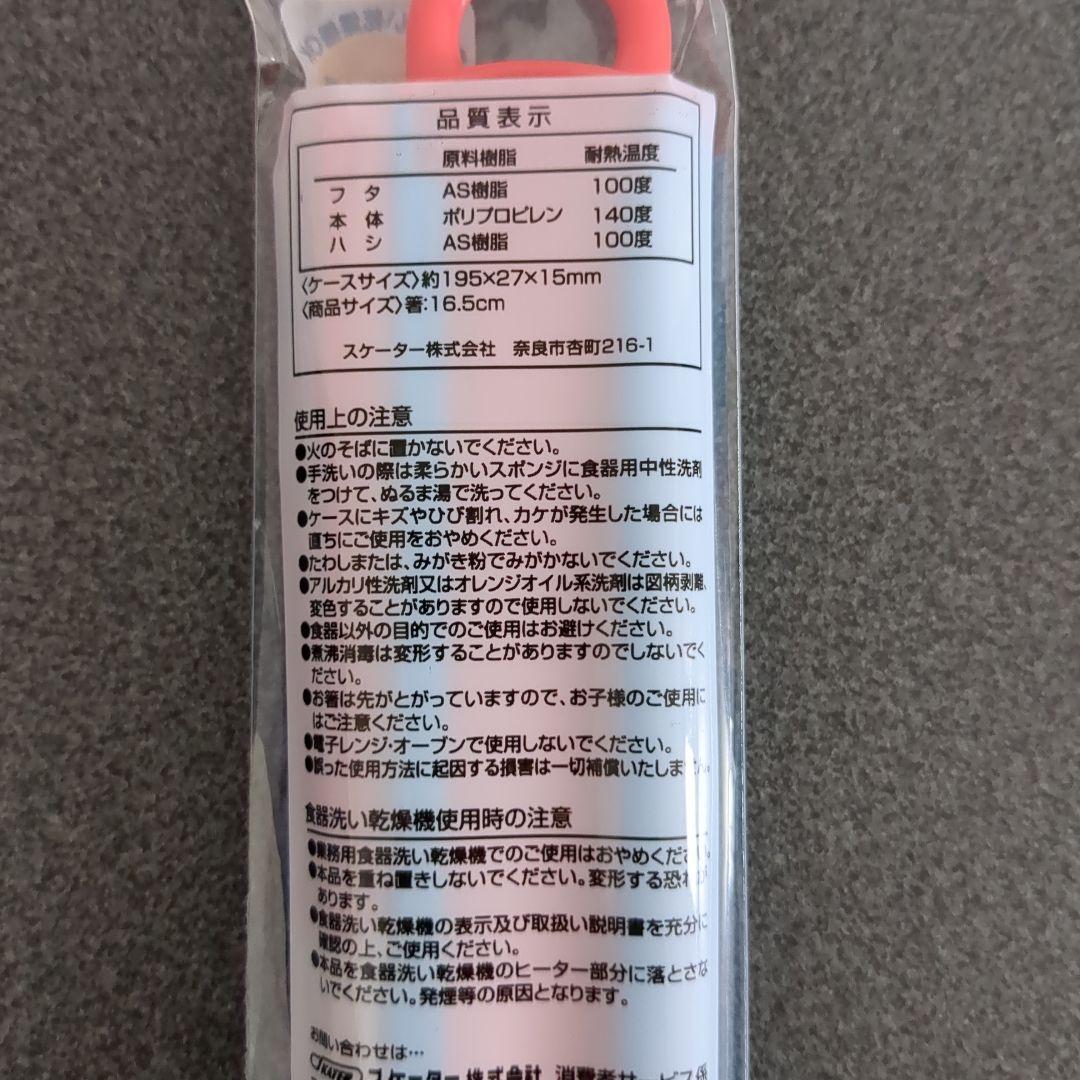 品質表示
原料樹脂 耐熱温度
フタ AS樹脂 100度
本体 ポリプロピレン 140度
ハシ AS樹脂 100度
〈ケースサイズ〉約195×27×15mm
〈商品サイズ〉箸:16.5cm
スケーター株式会社 奈良市杏町216-1
使用上の注意
●火のそばに置かないでください。
●手洗いの際は柔らかいスポンジに食器用中性洗剤
をつけて、ぬるま湯で洗ってください。
●ケースにキズやひび割れ、カケが発生した場合には
直ちにご使用をおやめください。
●たわしまたは、みがき粉でみがかないでください。
●アルカリ性洗剤又はオレンジオイル系洗剤は図柄剥離、
変色することがありますので使用しないでください。
●食器以外の目的でのご使用はお避けください。
●煮沸消毒は変形することがありますのでしないでく
ださい。
●お箸は先がとがっていますので、お子様のご使用に
はご注意ください。
●電子レンジ・オーブンで使用しないでください。
●誤った使用方法に起因する損害は一切補償いたしません。
食器洗い乾燥機使用時の注意
●業務用食器洗い乾燥機でのご使用はおやめください。
●本品を重ね置きしないでください。変形する恐れが
あります。
●食器洗い乾燥機の表示及び取扱い説明書を充分に
確認の上、ご使用ください。
●本品を食器洗い乾燥機のヒーター部分に落とさな
いでください。発煙等の原因となります。
お問い合わせは…
SKATER スケーター株式会社 消費者サービス係